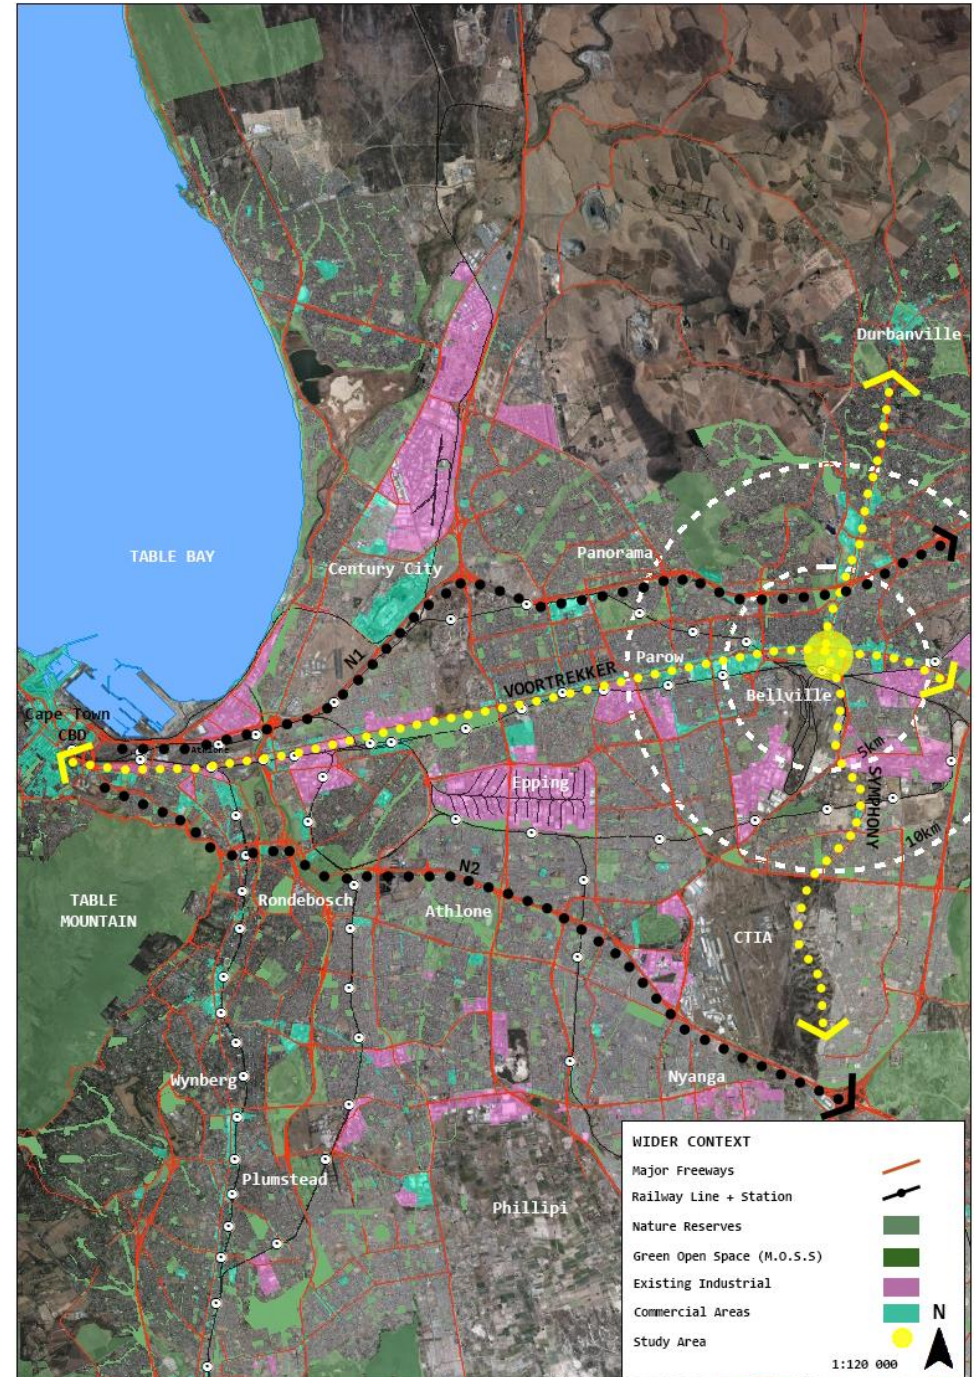 Durbanville
TABLE BAY
Panorama
Century City
N1
Parow
VOORTREKKER
Bellville
Cape Town
CBD
Athlone
5km
SYMPHONY
Epping
10km
N2
TABLE
MOUNTAIN
Rondebosch
Athlone
CTIA
Wynberg
Nyanga
Plumstead
Phillipi
WIDER CONTEXT
Major Freeways
Railway Line + Station
Nature Reserves
Green Open Space (M.O.S.S)
Existing Industrial
Commercial Areas
Study Area
N
1:120 000